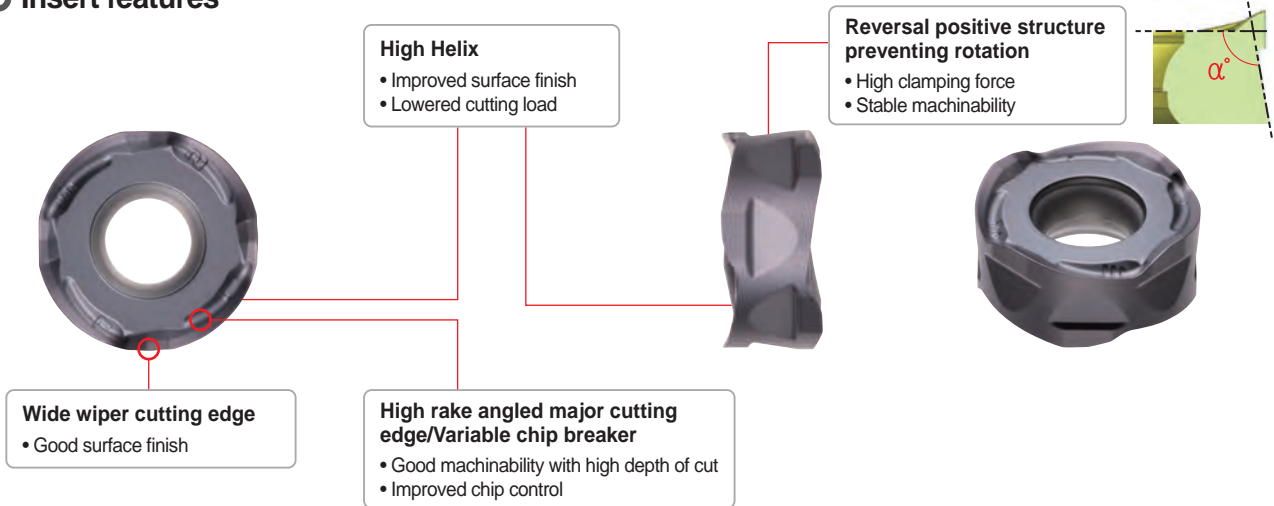 Insert features
High Helix
• Improved surface finish
• Lowered cutting load
Reversal positive structure
preventing rotation
• High clamping force
• Stable machinability
α°
Wide wiper cutting edge
• Good surface finish
High rake angled major cutting
edge/Variable chip breaker
• Good machinability with high depth of cut
• Improved chip control